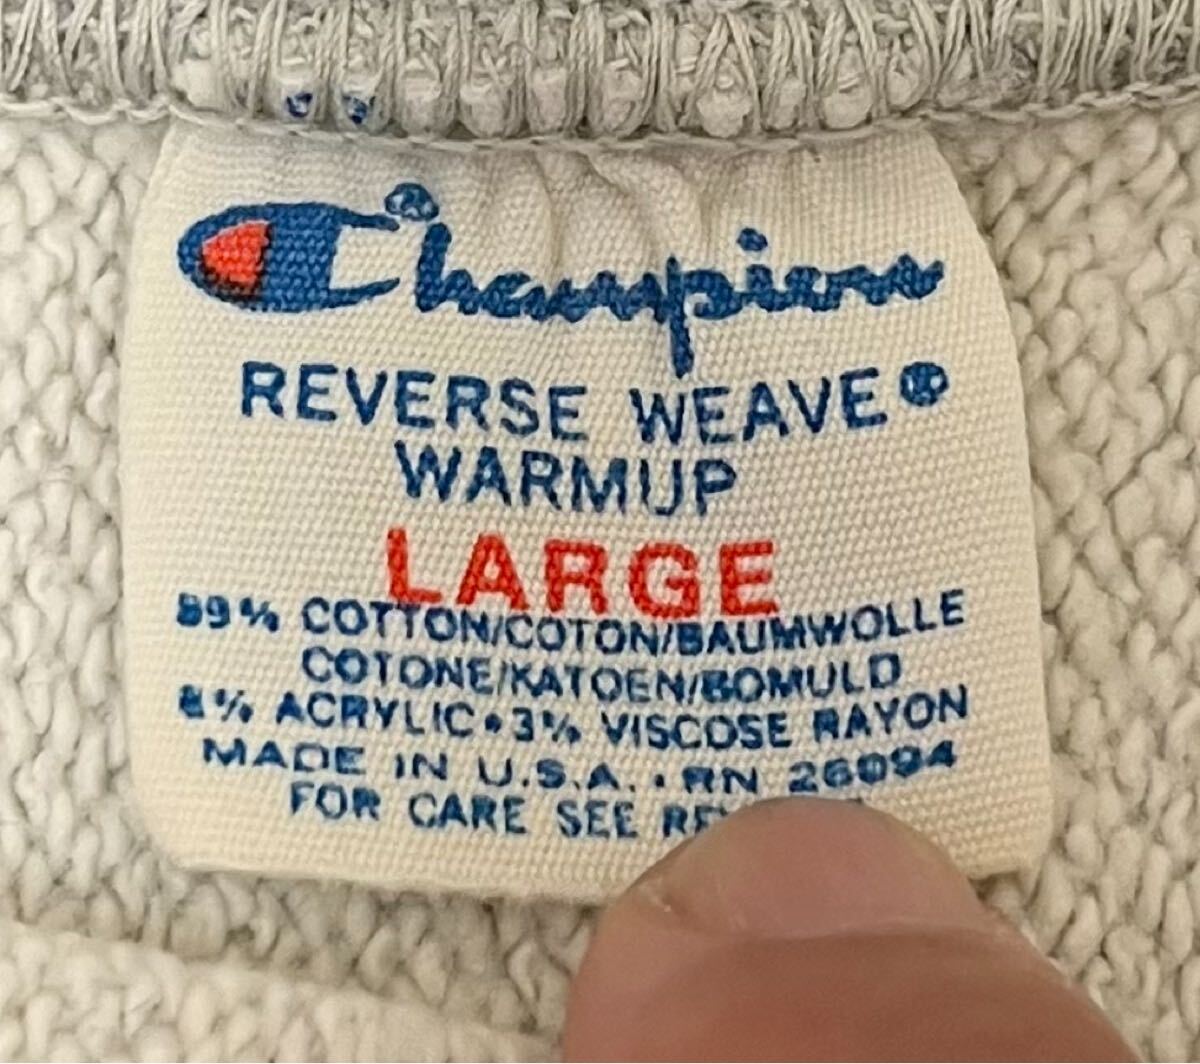 Champion
REVERSE WEAVE®
WARMUP
LARGE
89% COTTON/COTON/BAUMWOLLE
COTONE/KATOEN/BOMULD
8% ACRYLIC • 3% VISCOSE RAYON
MADE IN U.S.A. • RN 26094
FOR CARE SEE